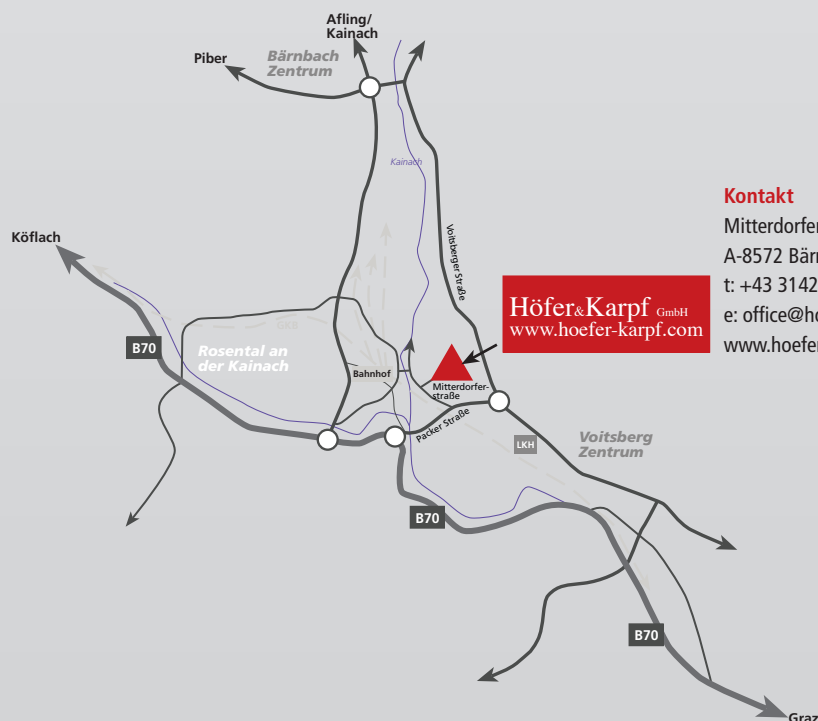 Afling/
Kainach
Bärnbach
Zentrum
Piber
Kainach
Köflach
Voitsberger Straße
Kontakt
Mitterdorfer
A-8572 Bärn
t: +43 3142
e: office@ho
www.hoefer
Höfer&Karpf GmbH
www.hoefer-karpf.com
GKB
B70
Rosental an
der Kainach
Bahnhof
Mitterdorfer-
straße
Packer Straße
LKH
Voitsberg
Zentrum
B70
B70
Graz